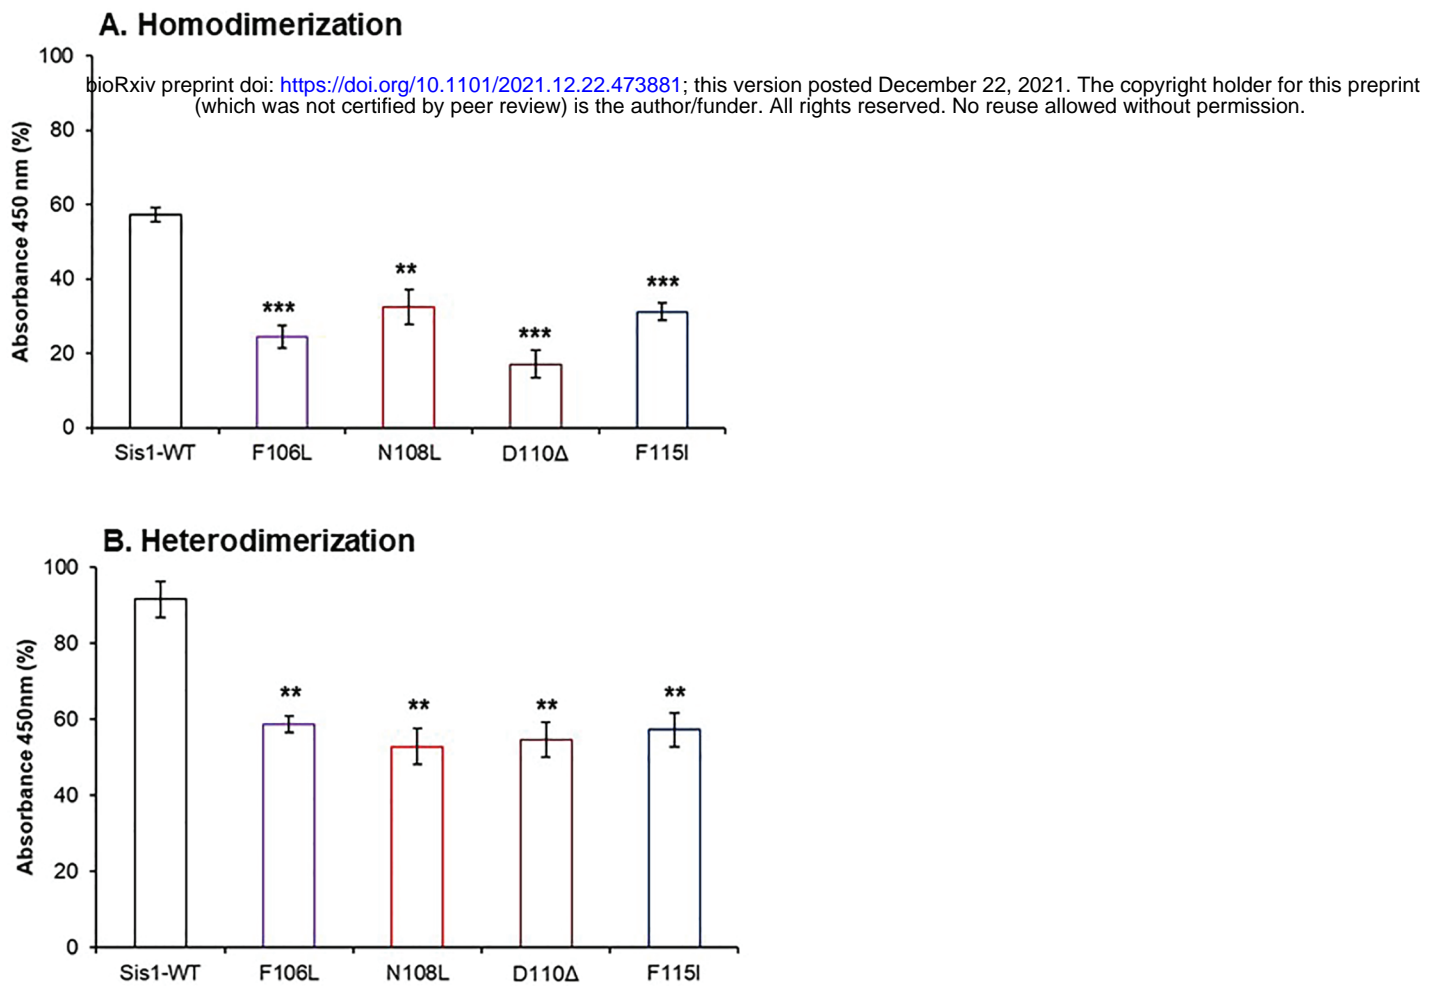 A. Homodimerization
bioRxiv preprint doi: https://doi.org/10.1101/2021.12.22.473881; this version posted December 22, 2021. The copyright holder for this preprint
(which was not certified by peer review) is the author/funder. All rights reserved. No reuse allowed without permission.
Absorbance 450 nm (%)
100
80
60
40
20
0
***
**
***
***
Sis1-WT F106L N108L D110Δ F115I
B. Heterodimerization
Absorbance 450nm (%)
100
80
60
40
20
0
**
**
**
**
Sis1-WT F106L N108L D110Δ F115I